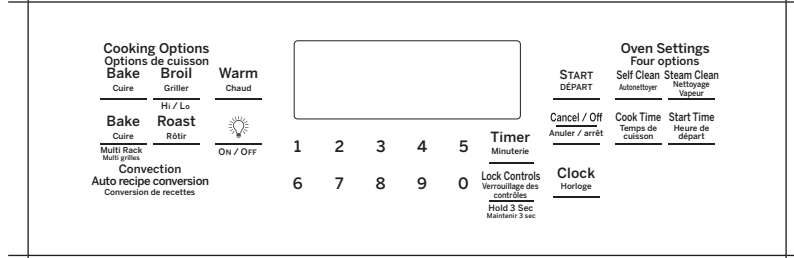 Cooking Options
Options de cuisson
Bake
Cuire
Broil
Griller
Hi / Lo
Warm
Chaud
Bake
Cuire
Multi Rack
Multi grilles
Roast
Rôtir
ON / OFF
Convection
Auto recipe conversion
Conversion de recettes
1 2 3 4 5
6 7 8 9 0
Timer
Minuterie
Lock Controls
Verrouillage des
contrôles
Hold 3 Sec
Maintenir 3 sec
START
DÉPART
Cancel / Off
Anuler / arrêt
Clock
Horloge
Oven Settings
Four options
Self Clean
Autonettoyer
Steam Clean
Nettoyage
Vapeur
Cook Time
Temps de
cuisson
Start Time
Heure de
départ